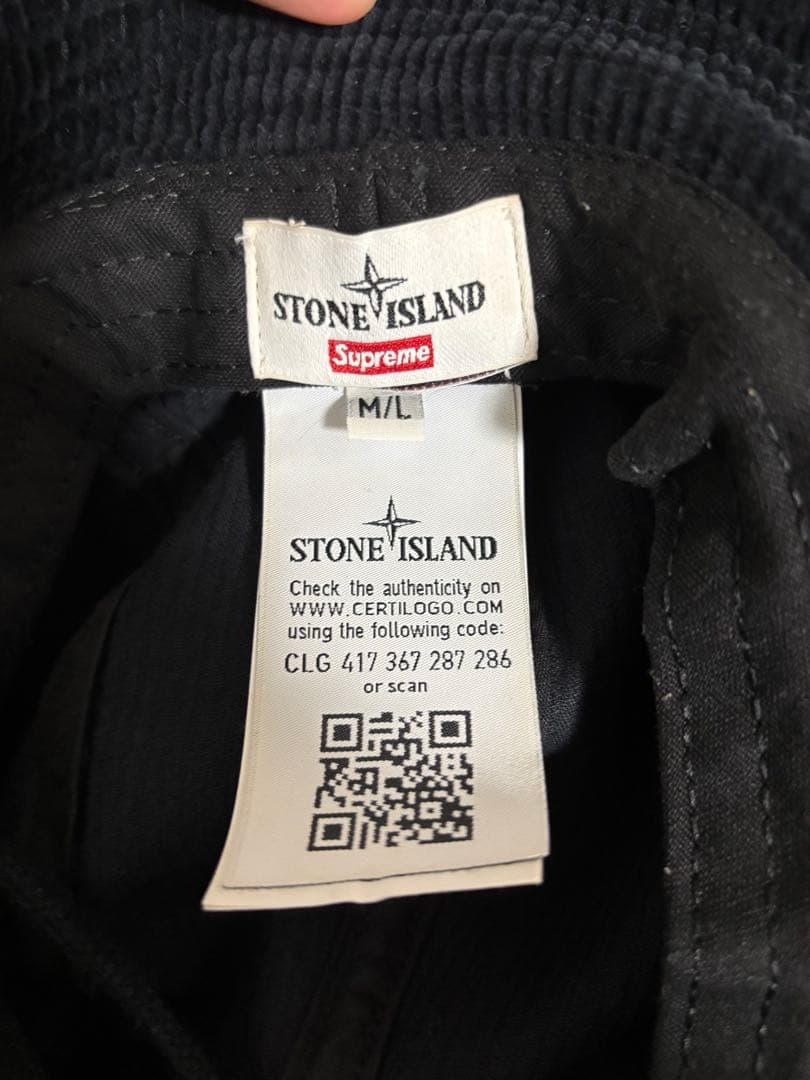 STONE ISLAND
Supreme
M/L
STONE ISLAND
Check the authenticity on
WWW.CERTILOGO.COM
using the following code:
CLG 417 367 287 286
or scan